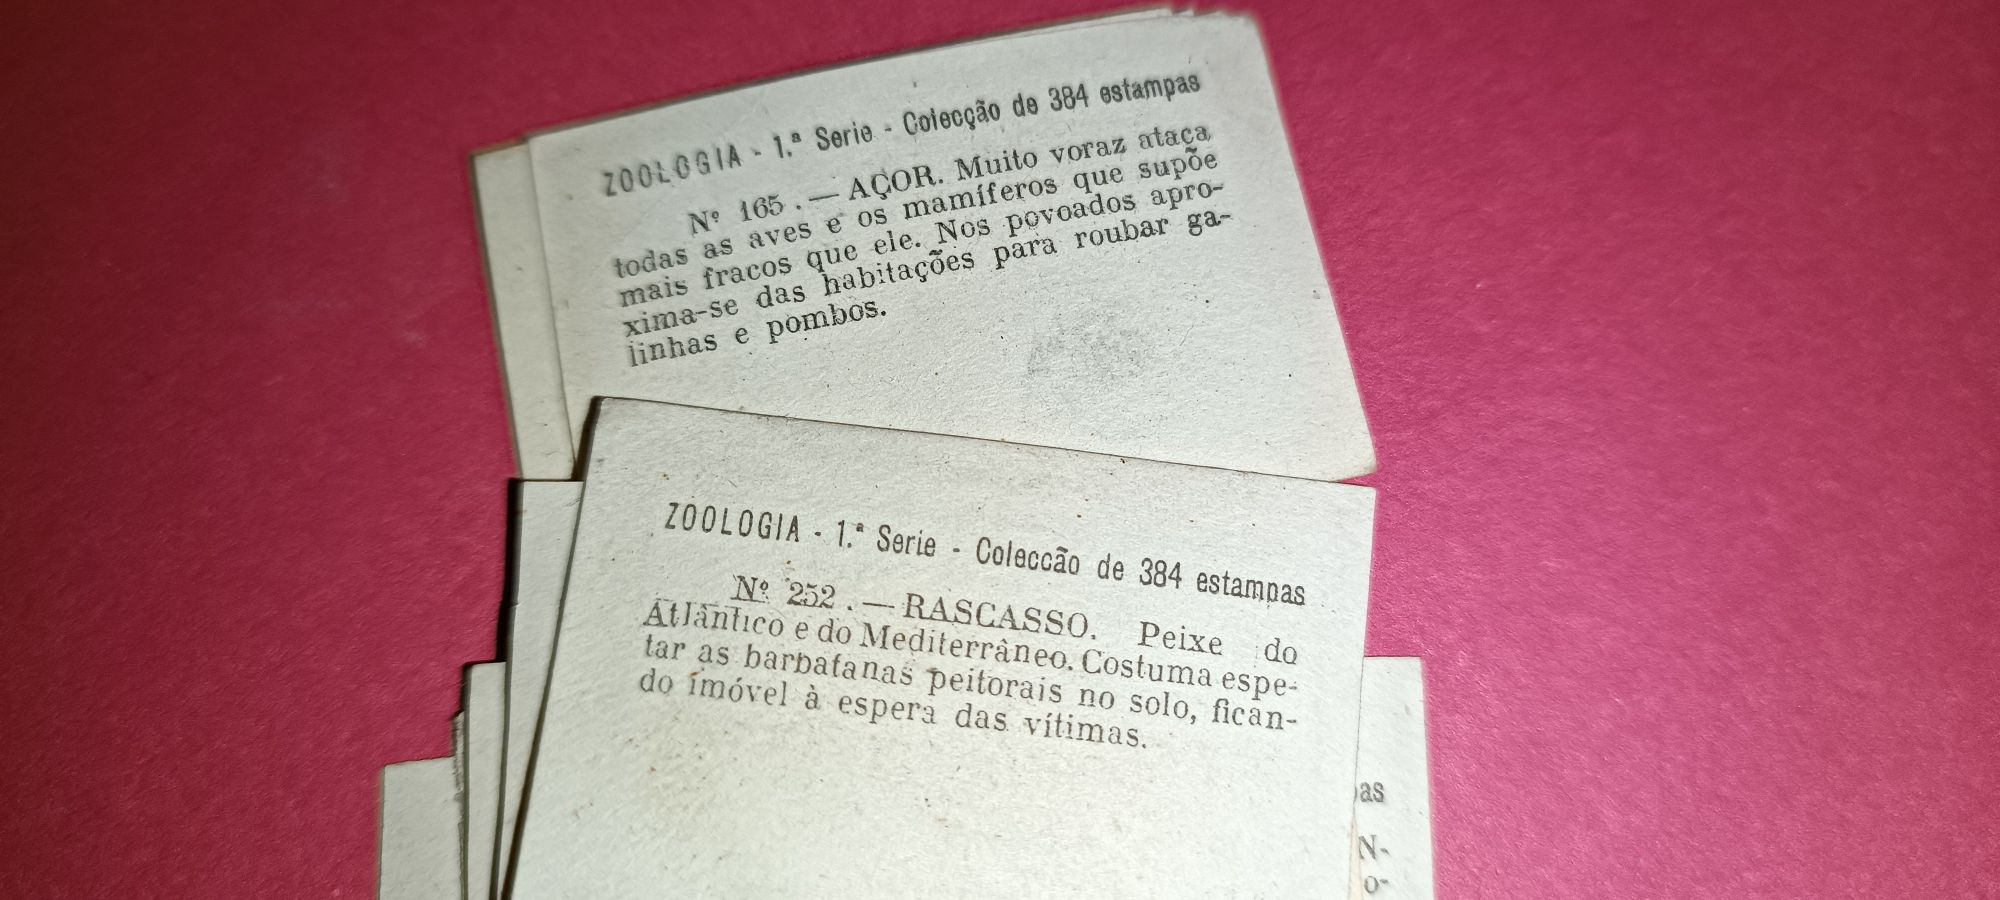 ZOOLOGIA - 1.ª Serie - Colecção de 384 estampas
Nº 165 . — AÇOR. Muito voraz ataca
todas as aves e os mamíferos que supõe
mais fracos que ele. Nos povoados apro-
xima-se das habitações para roubar ga-
linhas e pombos.
ZOOLOGIA - 1.ª Serie - Coleccão de 384 estampas
Nº 252 . — RASCASSO. Peixe do
Atlântico e do Mediterrâneo. Costuma espe-
tar as barbatanas peitorais no solo, fican-
do imóvel à espera das vítimas.
as
N-
o-